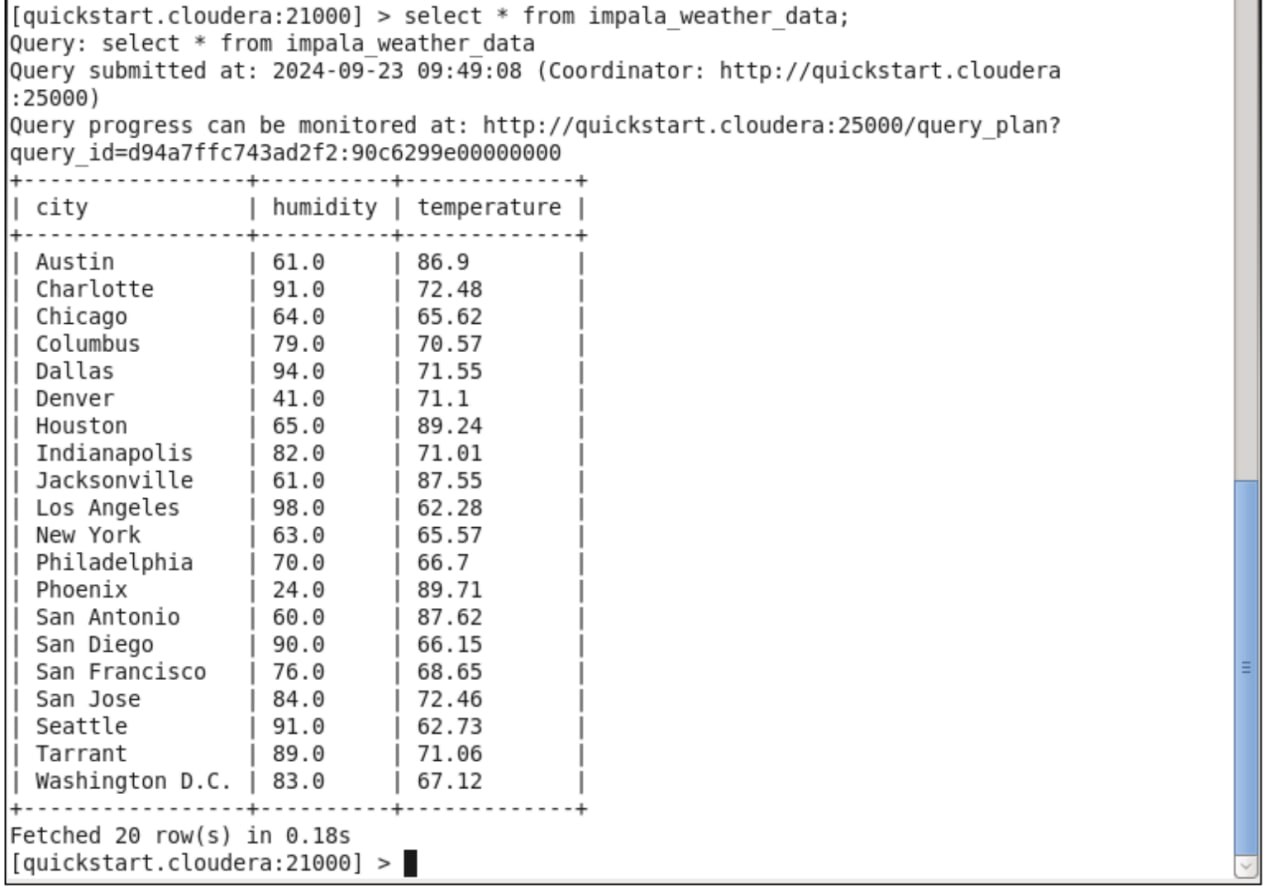 [quickstart.cloudera:21000] > select * from impala_weather_data;
Query: select * from impala_weather_data
Query submitted at: 2024-09-23 09:49:08 (Coordinator: http://quickstart.cloudera
:25000)
Query progress can be monitored at: http://quickstart.cloudera:25000/query_plan?
query_id=d94a7ffc743ad2f2:90c6299e00000000
+-----------------+----------+-------------+
| city            | humidity | temperature |
+-----------------+----------+-------------+
| Austin          | 61.0     | 86.9        |
| Charlotte       | 91.0     | 72.48       |
| Chicago         | 64.0     | 65.62       |
| Columbus        | 79.0     | 70.57       |
| Dallas          | 94.0     | 71.55       |
| Denver          | 41.0     | 71.1        |
| Houston         | 65.0     | 89.24       |
| Indianapolis    | 82.0     | 71.01       |
| Jacksonville    | 61.0     | 87.55       |
| Los Angeles     | 98.0     | 62.28       |
| New York        | 63.0     | 65.57       |
| Philadelphia    | 70.0     | 66.7        |
| Phoenix         | 24.0     | 89.71       |
| San Antonio     | 60.0     | 87.62       |
| San Diego       | 90.0     | 66.15       |
| San Francisco   | 76.0     | 68.65       |
| San Jose        | 84.0     | 72.46       |
| Seattle         | 91.0     | 62.73       |
| Tarrant         | 89.0     | 71.06       |
| Washington D.C. | 83.0     | 67.12       |
+-----------------+----------+-------------+
Fetched 20 row(s) in 0.18s
[quickstart.cloudera:21000] >